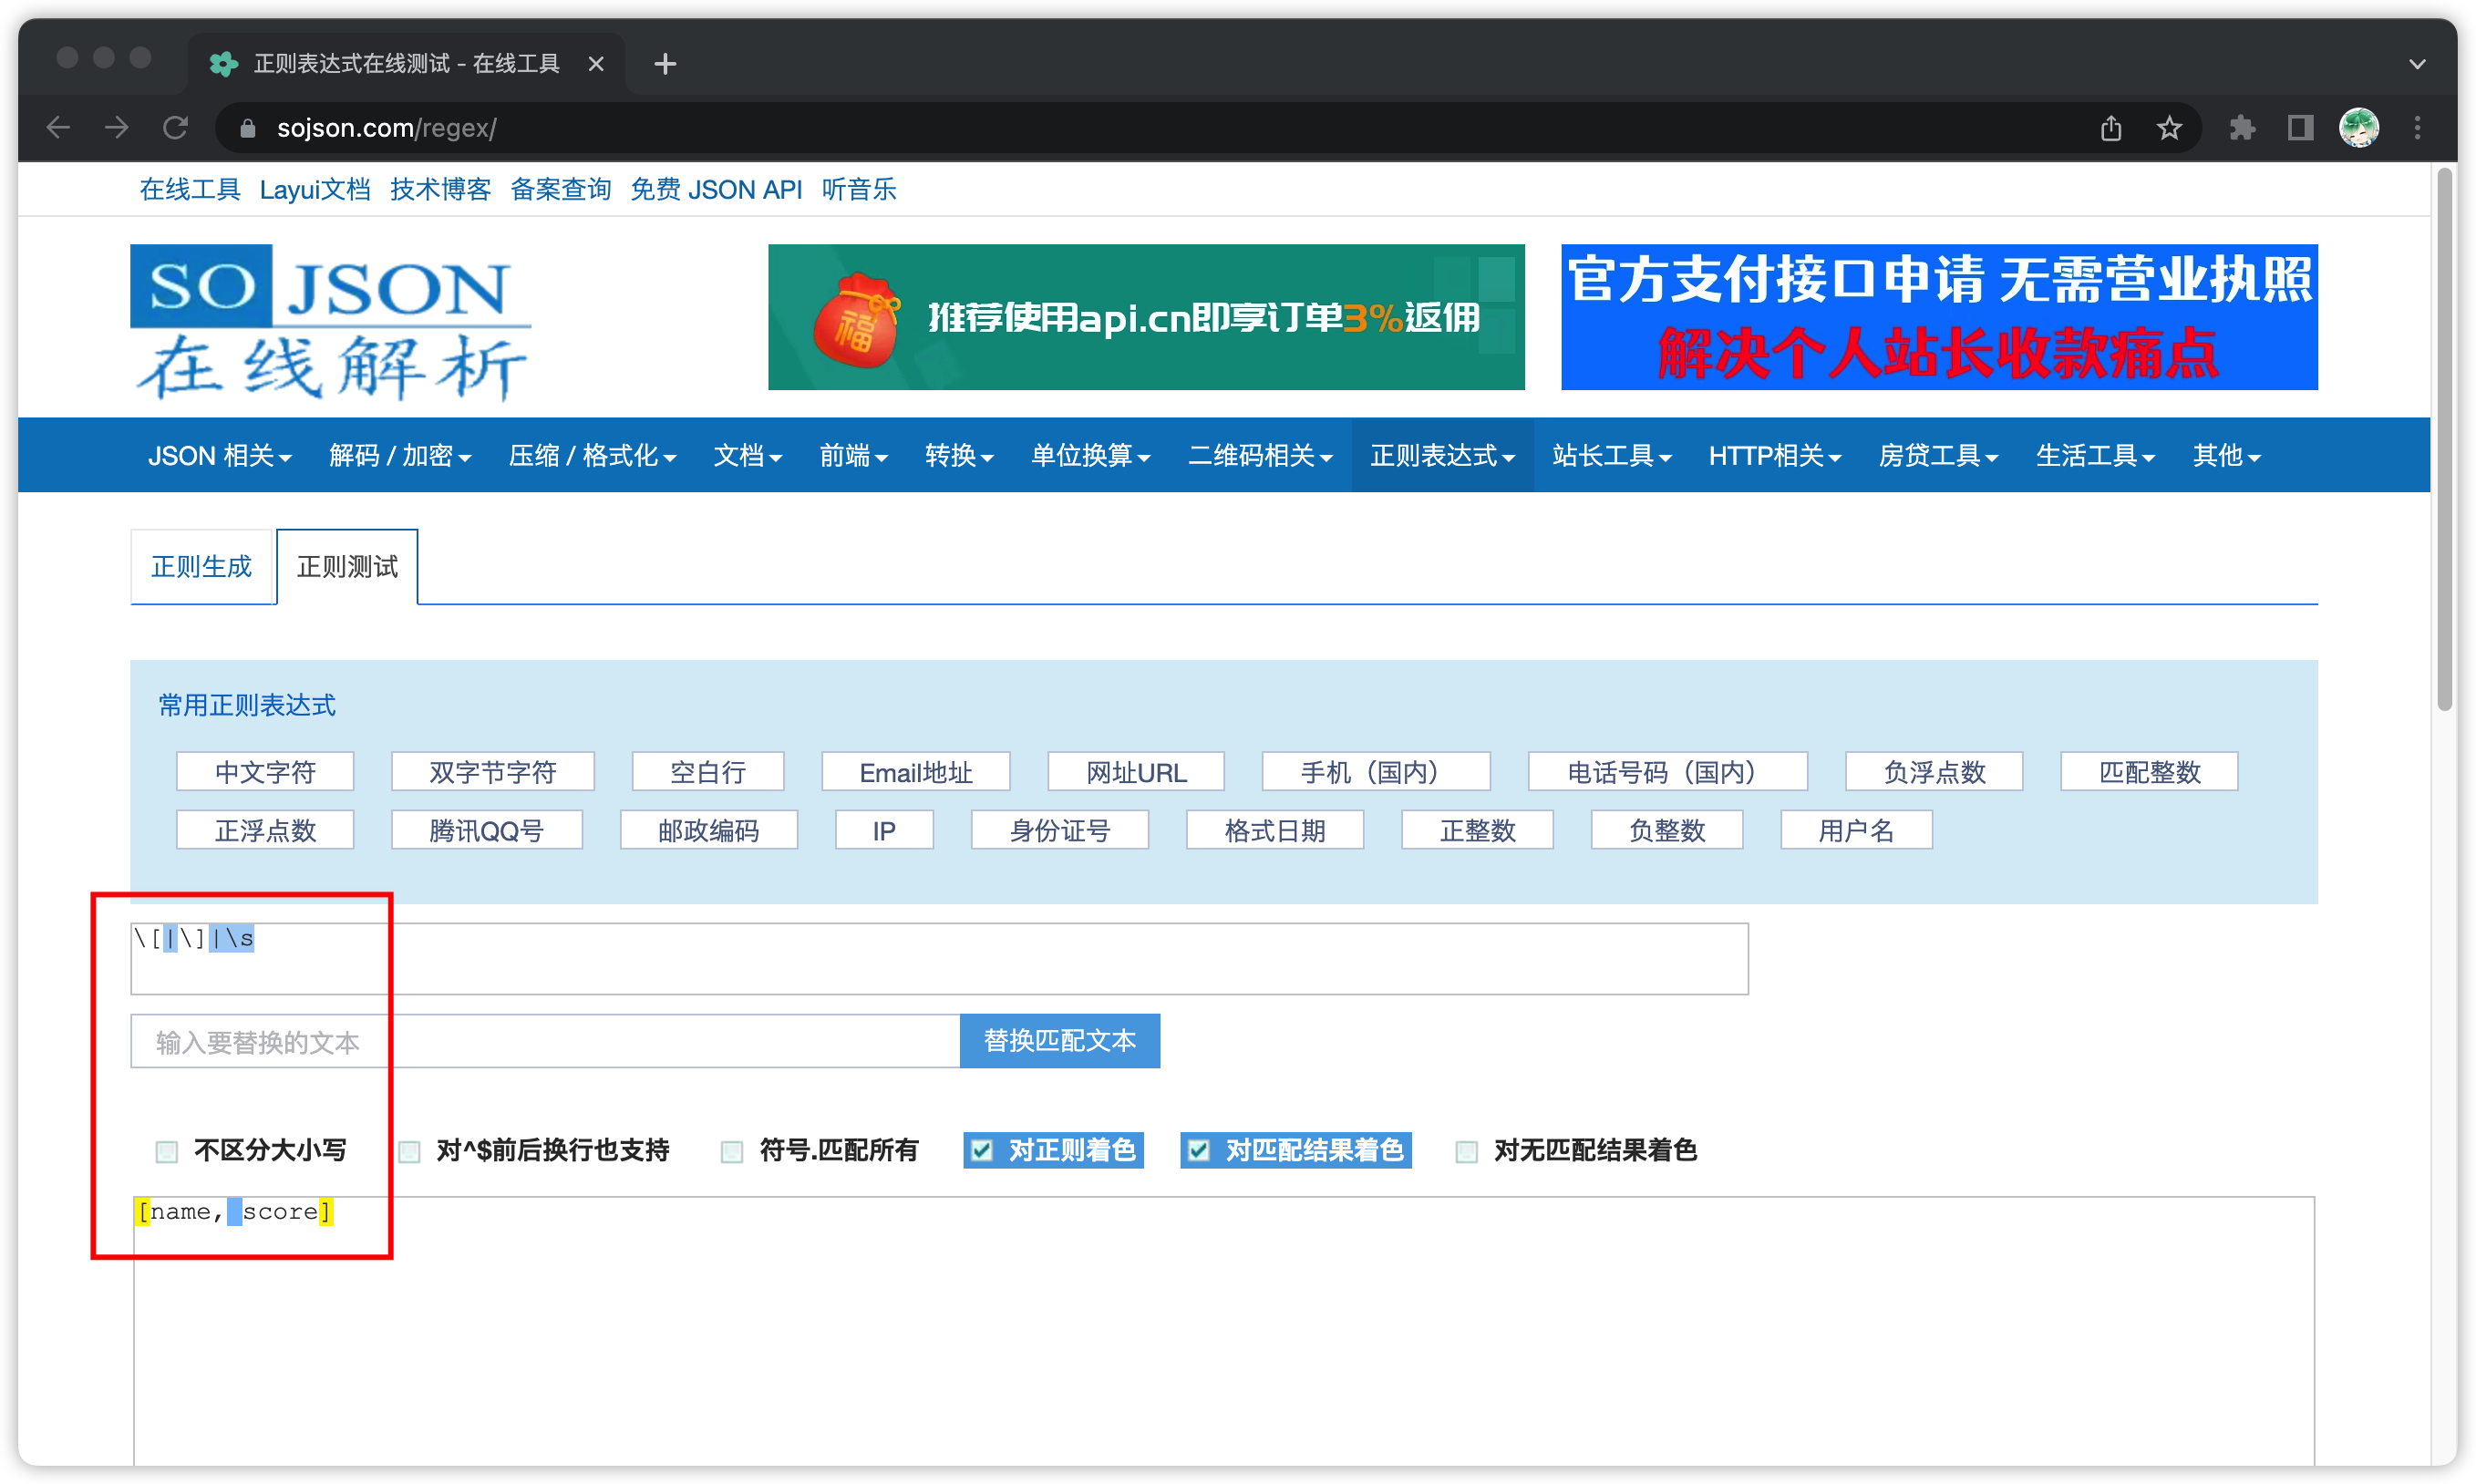 正则表达式在线测试 - 在线工具
sojson.com/regex/
在线工具 Layui文档 技术博客 备案查询 免费 JSON API 听音乐
SO JSON
在线解析
福
推荐使用api.cn即享订单3%返佣
官方支付接口申请 无需营业执照
解决个人站长收款痛点
JSON 相关 解码 / 加密 压缩 / 格式化 文档 前端 转换 单位换算 二维码相关 正则表达式 站长工具 HTTP相关 房贷工具 生活工具 其他
正则生成 正则测试
常用正则表达式
中文字符 双字节字符 空白行 Email地址 网址URL 手机（国内） 电话号码（国内） 负浮点数 匹配整数
正浮点数 腾讯QQ号 邮政编码 IP 身份证号 格式日期 正整数 负整数 用户名
\[|\]|\s
输入要替换的文本 替换匹配文本
不区分大小写 对^$前后换行也支持 符号.匹配所有 对正则着色 对匹配结果着色 对无匹配结果着色
[name, score]